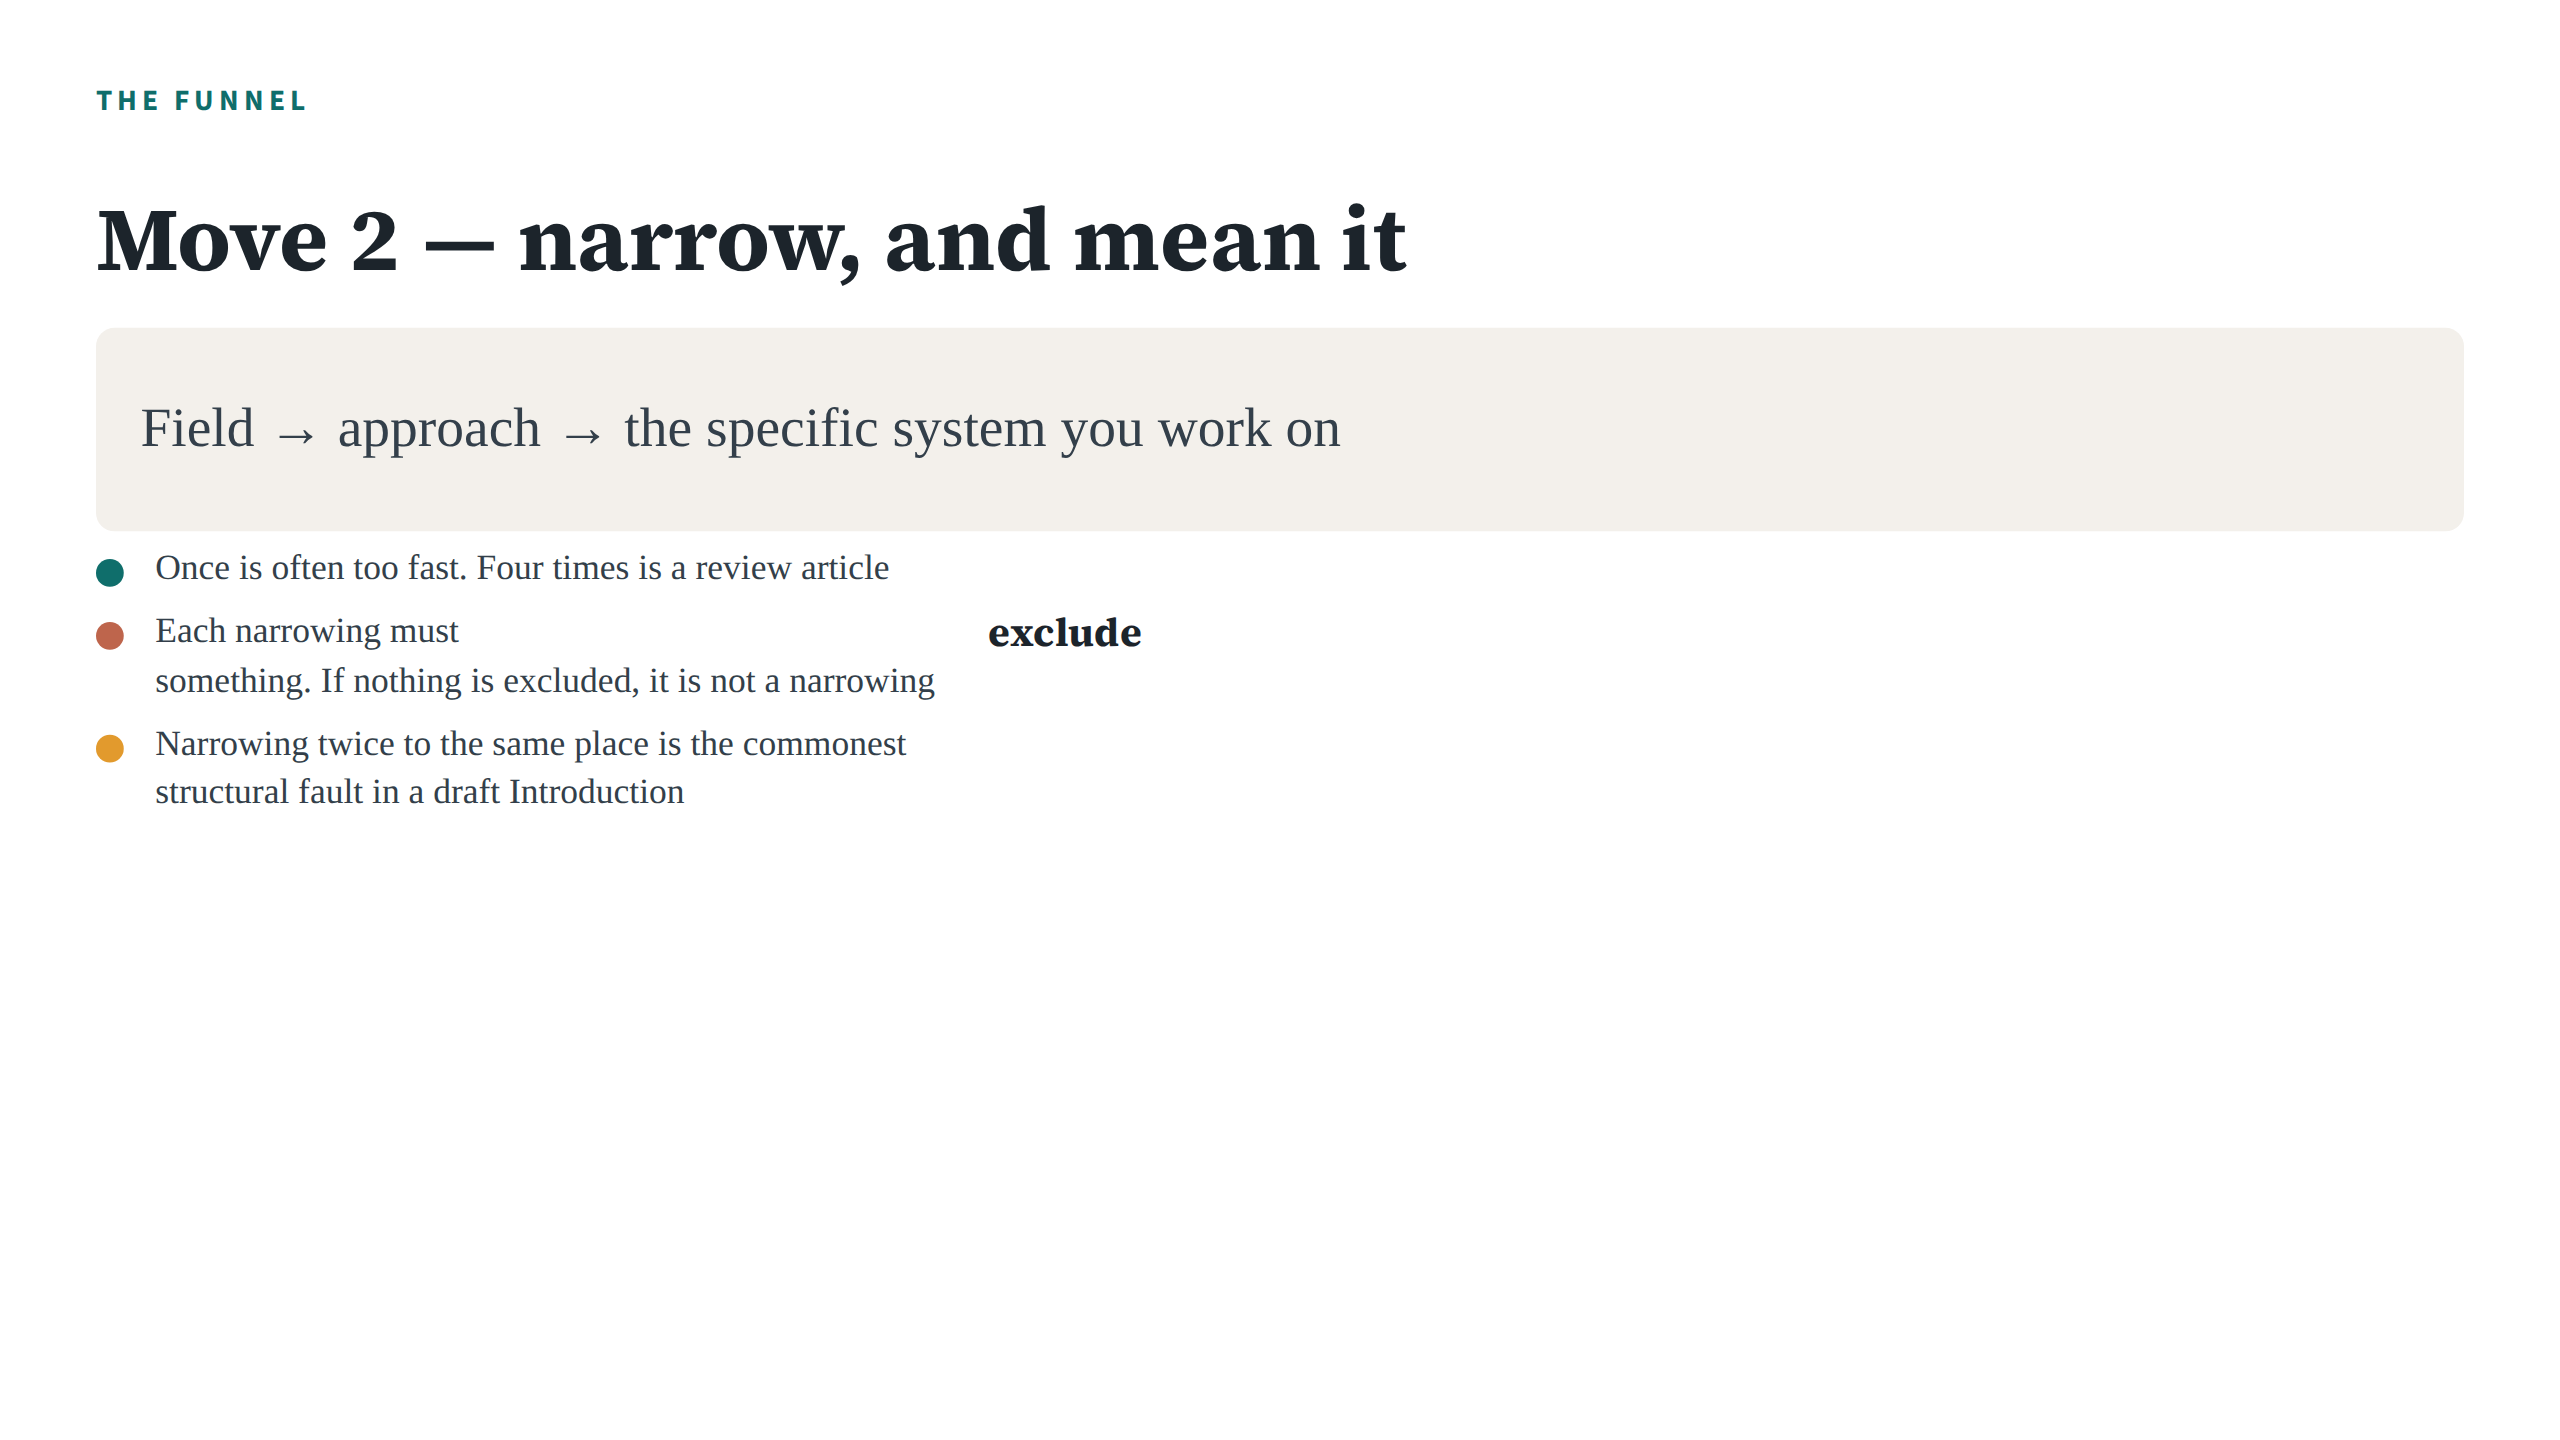 THE FUNNEL
Move 2 — narrow, and mean it
Field → approach → the specific system you work on
Once is often too fast. Four times is a review article
Each narrowing must exclude
something. If nothing is excluded, it is not a narrowing
Narrowing twice to the same place is the commonest
structural fault in a draft Introduction